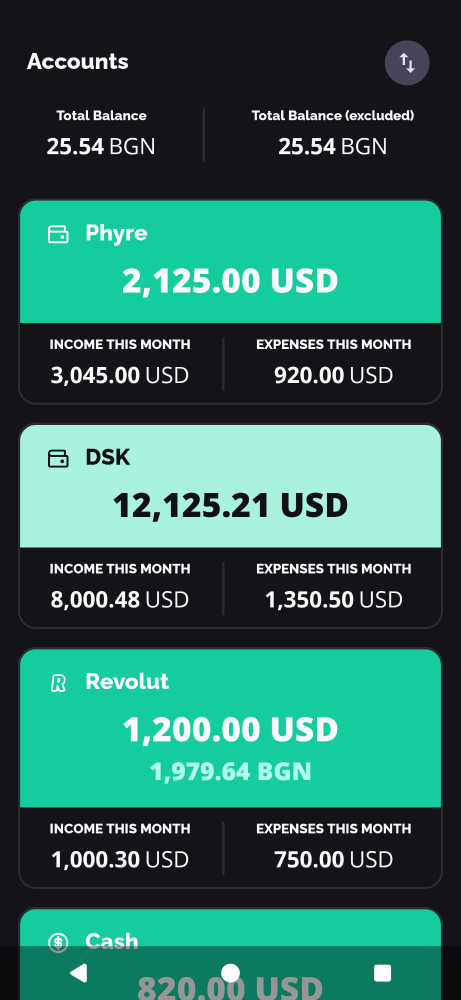 Accounts
Total Balance
25.54 BGN
Total Balance (excluded)
25.54 BGN
Phyre
2,125.00 USD
INCOME THIS MONTH
3,045.00 USD
EXPENSES THIS MONTH
920.00 USD
DSK
12,125.21 USD
INCOME THIS MONTH
8,000.48 USD
EXPENSES THIS MONTH
1,350.50 USD
Revolut
1,200.00 USD
1,979.64 BGN
INCOME THIS MONTH
1,000.30 USD
EXPENSES THIS MONTH
750.00 USD
Cash
820.00 USD